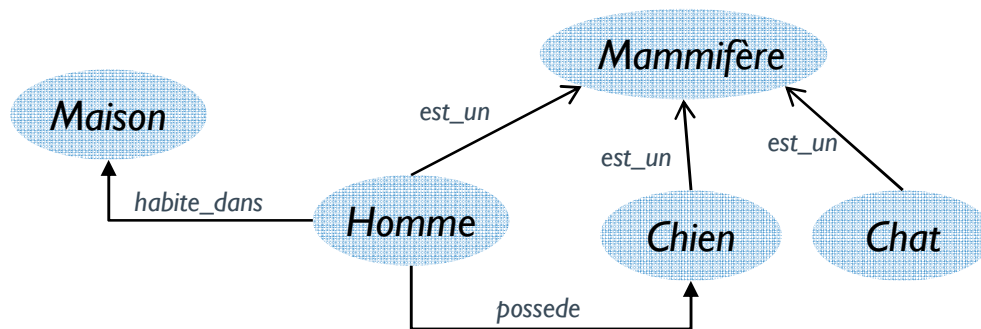 Mammifère
Maison
est_un
est_un
est_un
habite_dans
Homme
Chien
Chat
possede